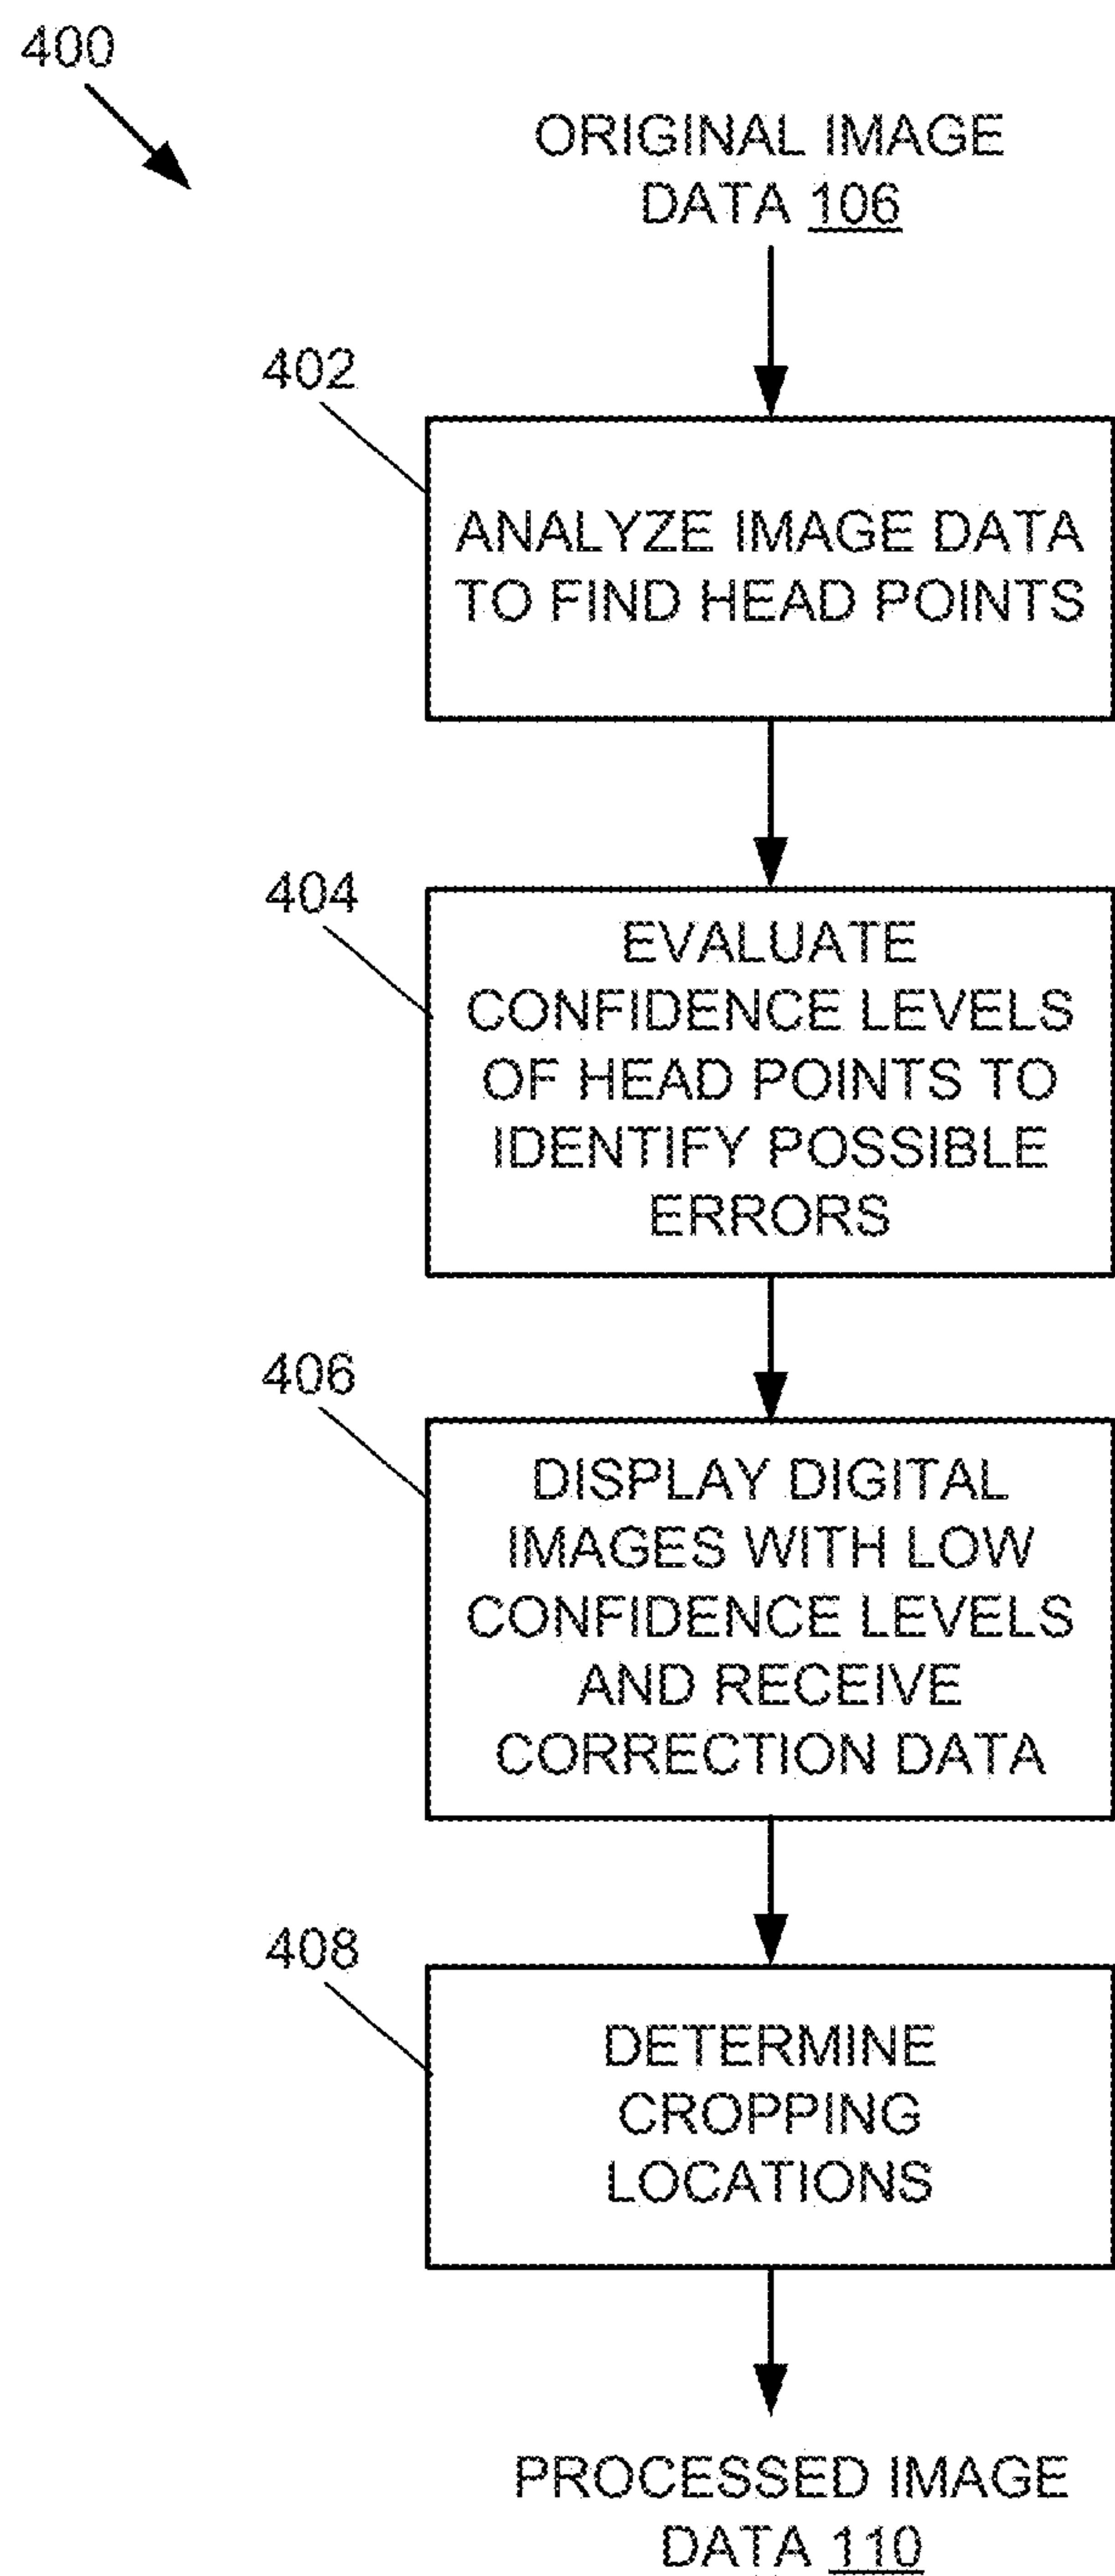 400
ORIGINAL IMAGE
DATA 106
402
ANALYZE IMAGE DATA
TO FIND HEAD POINTS
404
EVALUATE
CONFIDENCE LEVELS
OF HEAD POINTS TO
IDENTIFY POSSIBLE
ERRORS
406
DISPLAY DIGITAL
IMAGES WITH LOW
CONFIDENCE LEVELS
AND RECEIVE
CORRECTION DATA
408
DETERMINE
CROPPING
LOCATIONS
PROCESSED IMAGE
DATA 110